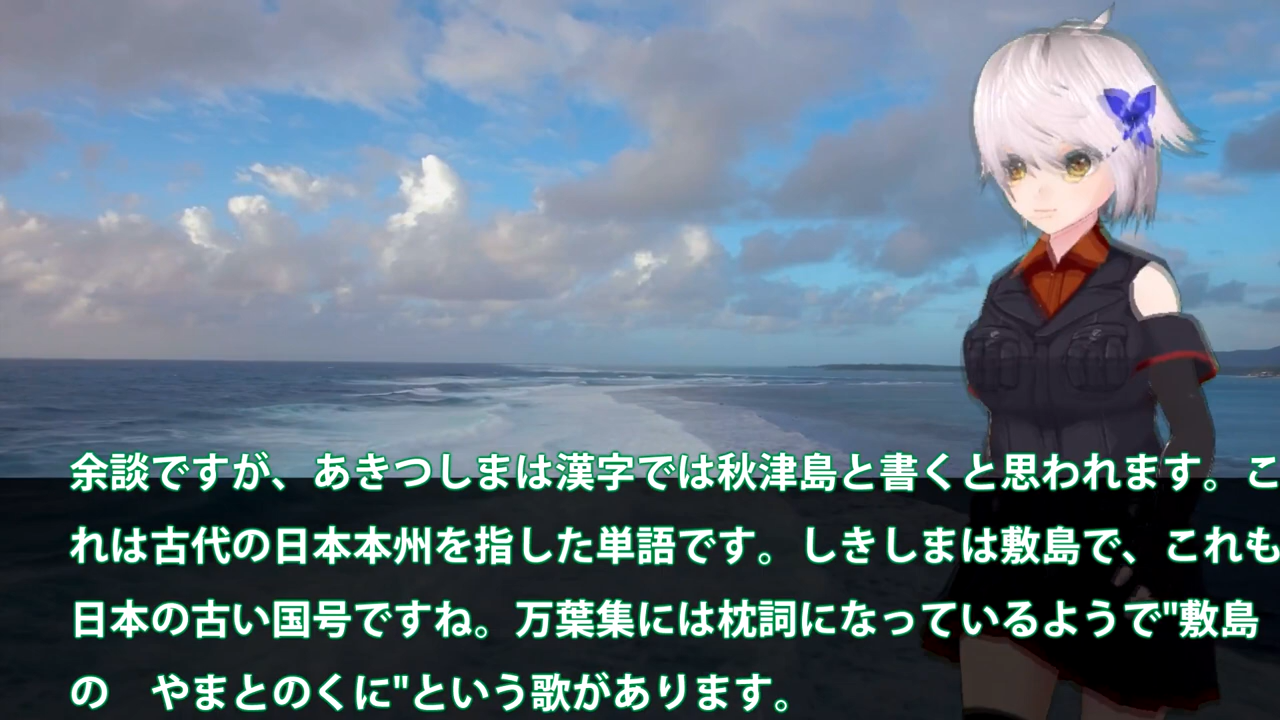 余談ですが、あきつしまは漢字では秋津島と書くと思われます。こ
れは古代の日本本州を指した単語です。しきしまは敷島で、これも
日本の古い国号ですね。万葉集には枕詞になっているようで"敷島
の　やまとのくに"という歌があります。